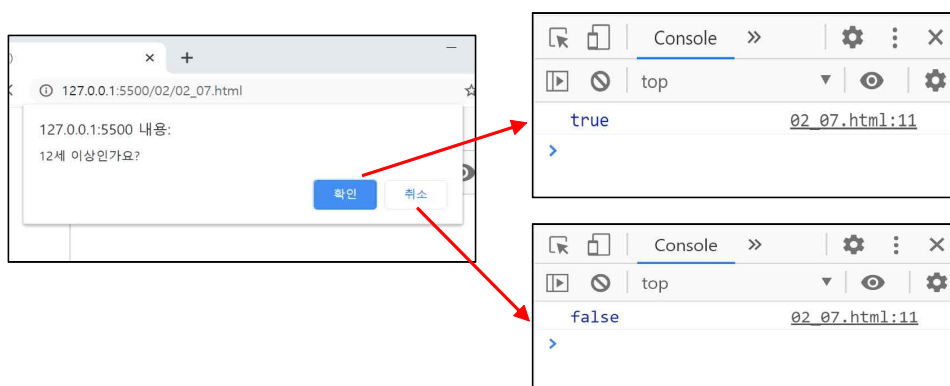 127.0.0.1:5500/02/02_07.html
127.0.0.1:5500 내용:
12세 이상인가요?
확인
취소
Console
top
true 02_07.html:11
Console
top
false 02_07.html:11